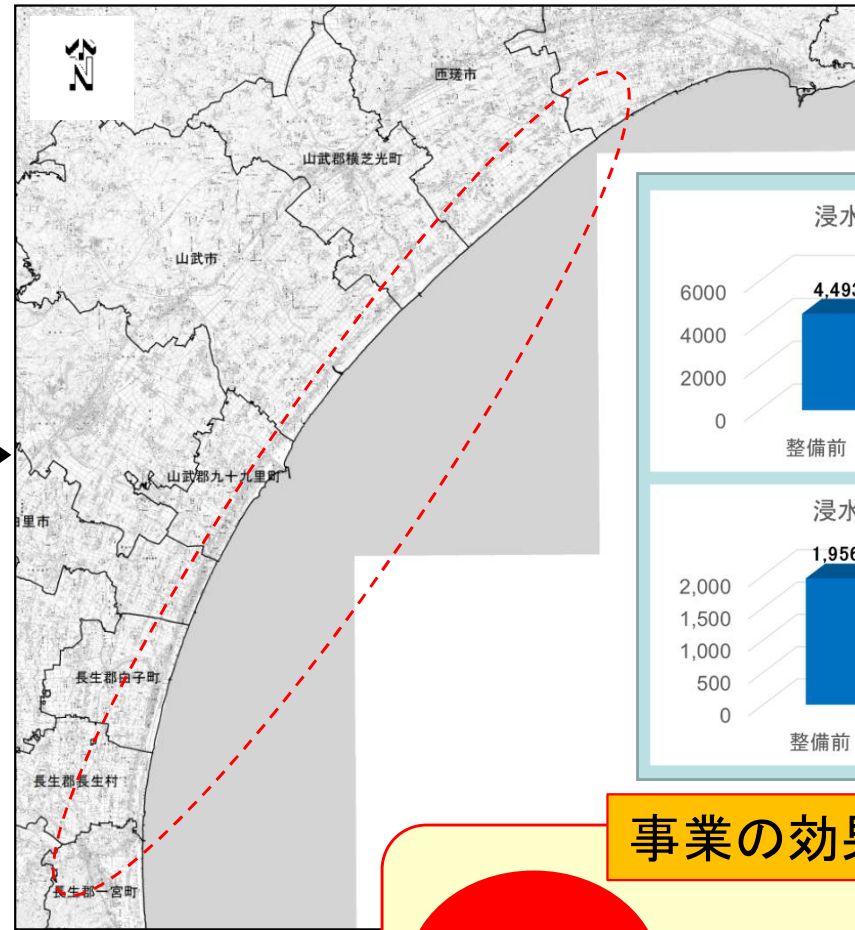 N
匝瑳市
山武郡横芝光町
山武市
山武郡九十九里町
里市
長生郡白子町
長生郡長生村
長生郡一宮町
浸水
6000
4,493
4000
2000
0
整備前
浸水
1,956
2,000
1,500
1,000
500
0
整備前
事業の効果